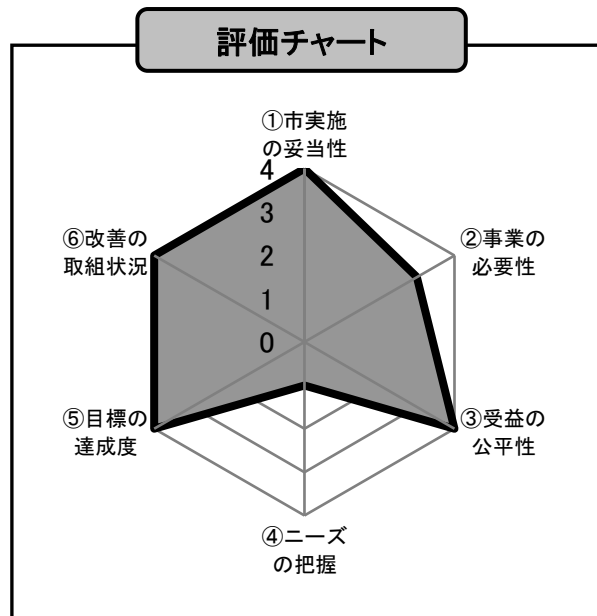 評価チャート
①市実施
の妥当性
4
3
2
1
0
②事業の
必要性
③受益の
公平性
④ニーズ
の把握
⑤目標の
達成度
⑥改善の
取組状況